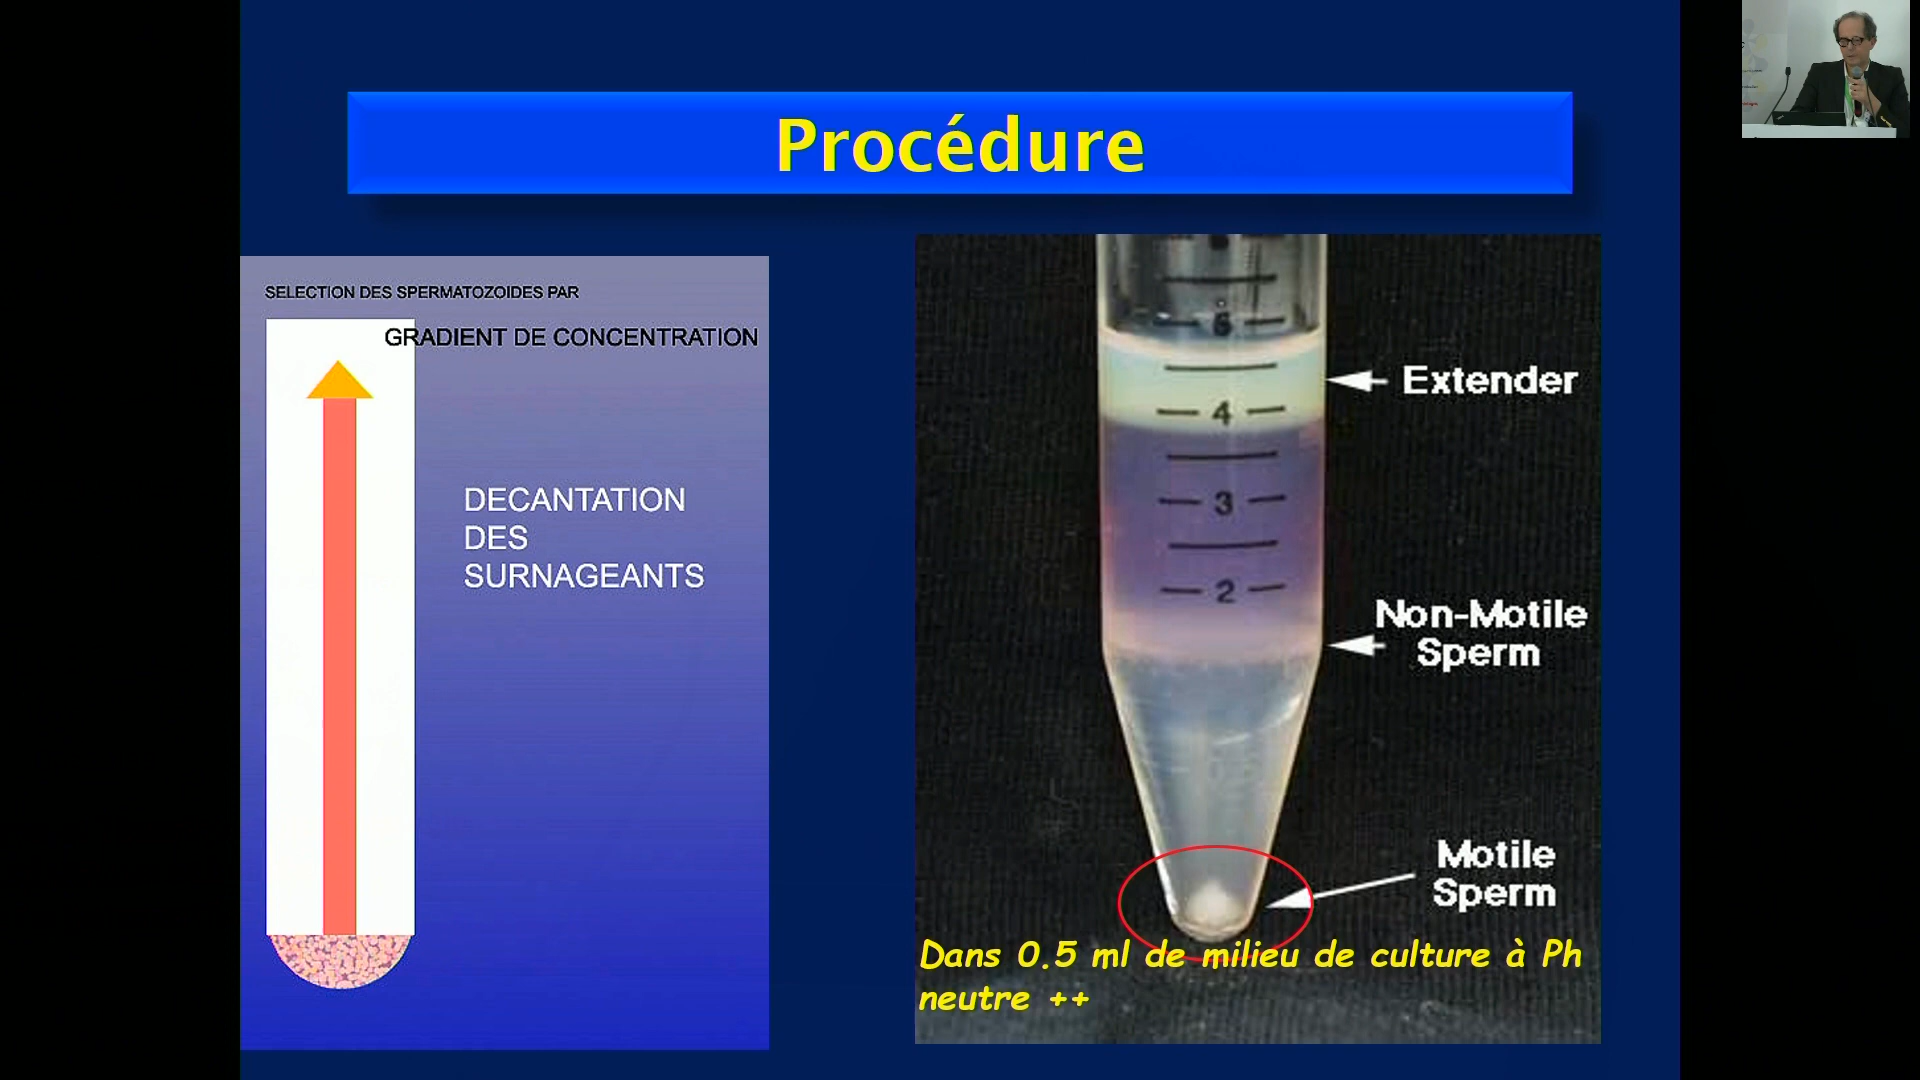 Procédure
SELECTION DES SPERMATOZOIDES PAR
GRADIENT DE CONCENTRATION
DECANTATION
DES
SURNAGEANTS
5
4
3
2
Extender
Non-Motile
Sperm
Motile
Sperm
Dans 0.5 ml de milieu de culture à Ph
neutre ++